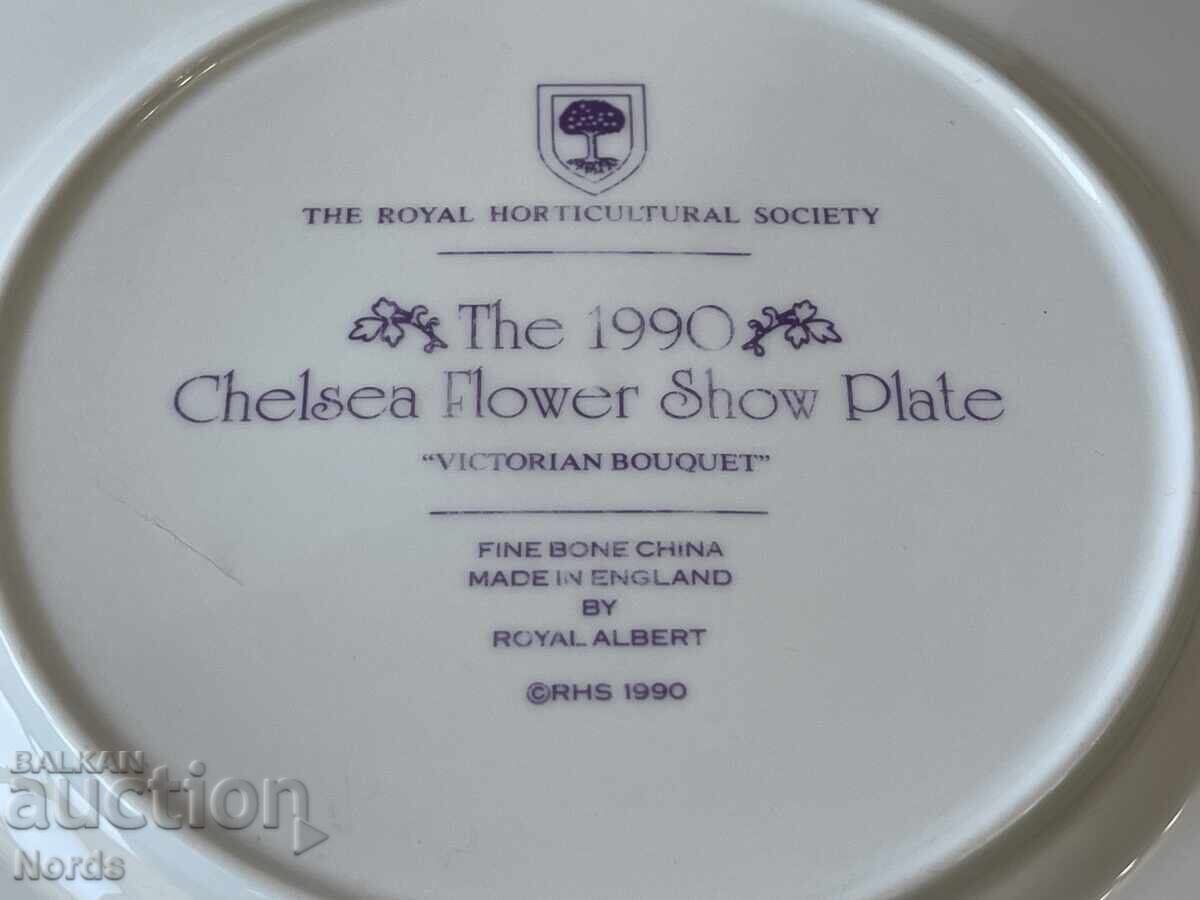 THE ROYAL HORTICULTURAL SOCIETY
The 1990
Chelsea Flower Show Plate
“VICTORIAN BOUQUET”
FINE BONE CHINA
MADE IN ENGLAND
BY
ROYAL ALBERT
©RHS 1990
BALKAN
auction
Nords